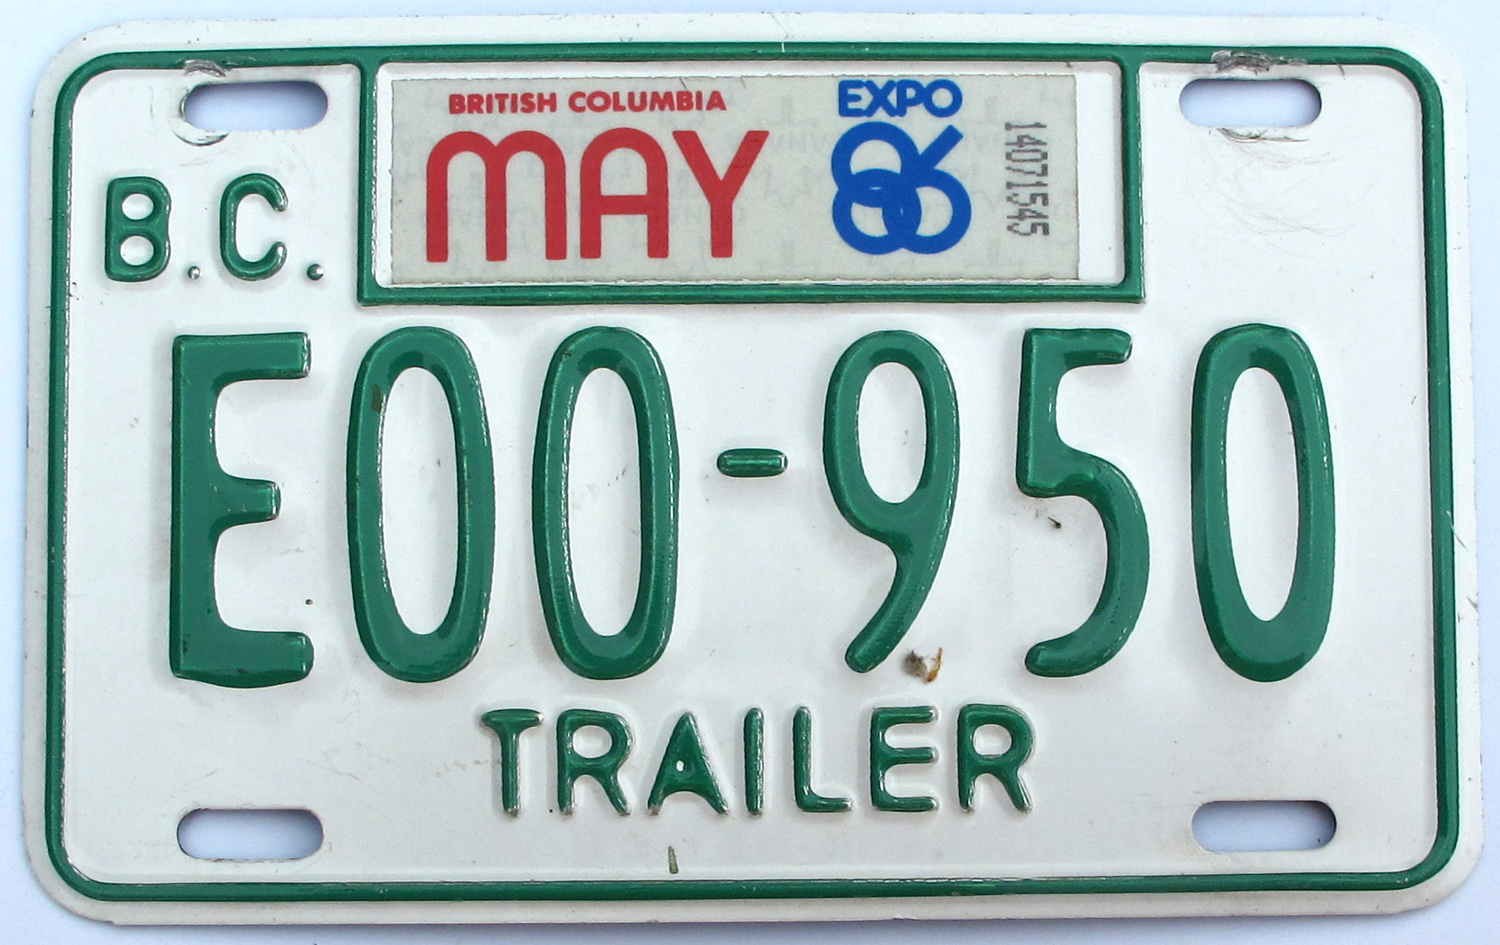 BRITISH COLUMBIA EXPO
B.C. MAY 86 14071545
E00-950
TRAILER